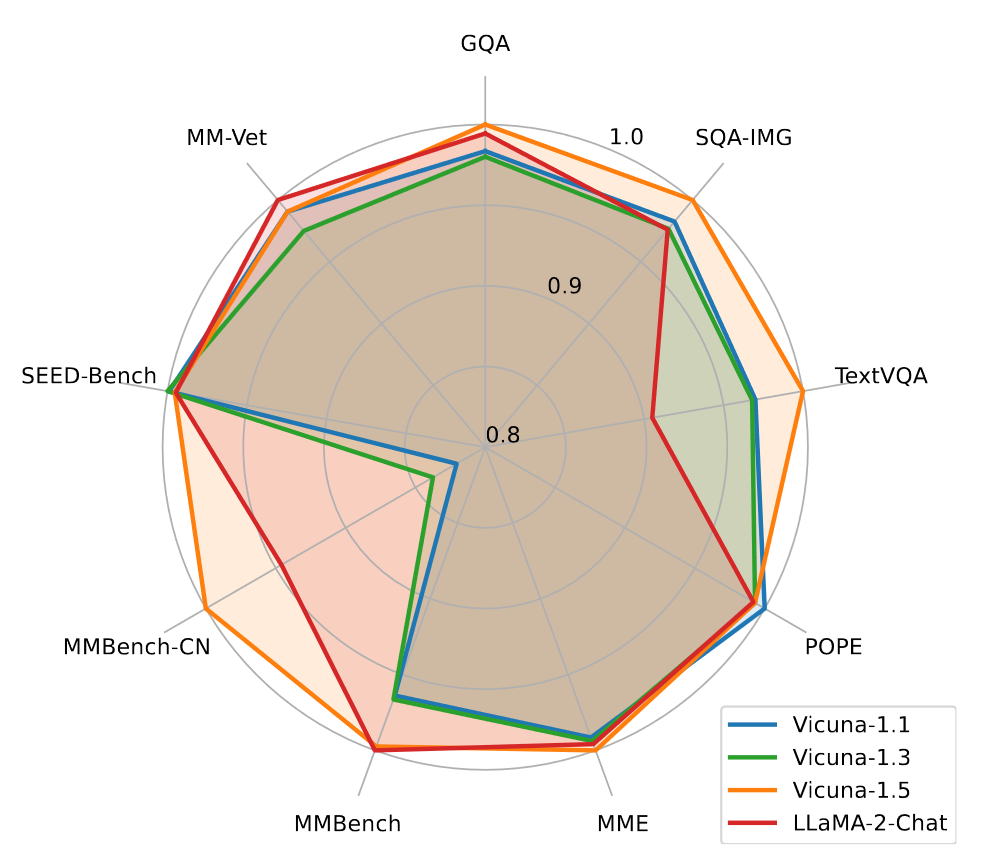 GQA
MM-Vet
1.0
SQA-IMG
0.9
SEED-Bench
TextVQA
0.8
MMBench-CN
POPE
MMBench
MME
Vicuna-1.1
Vicuna-1.3
Vicuna-1.5
LLaMA-2-Chat